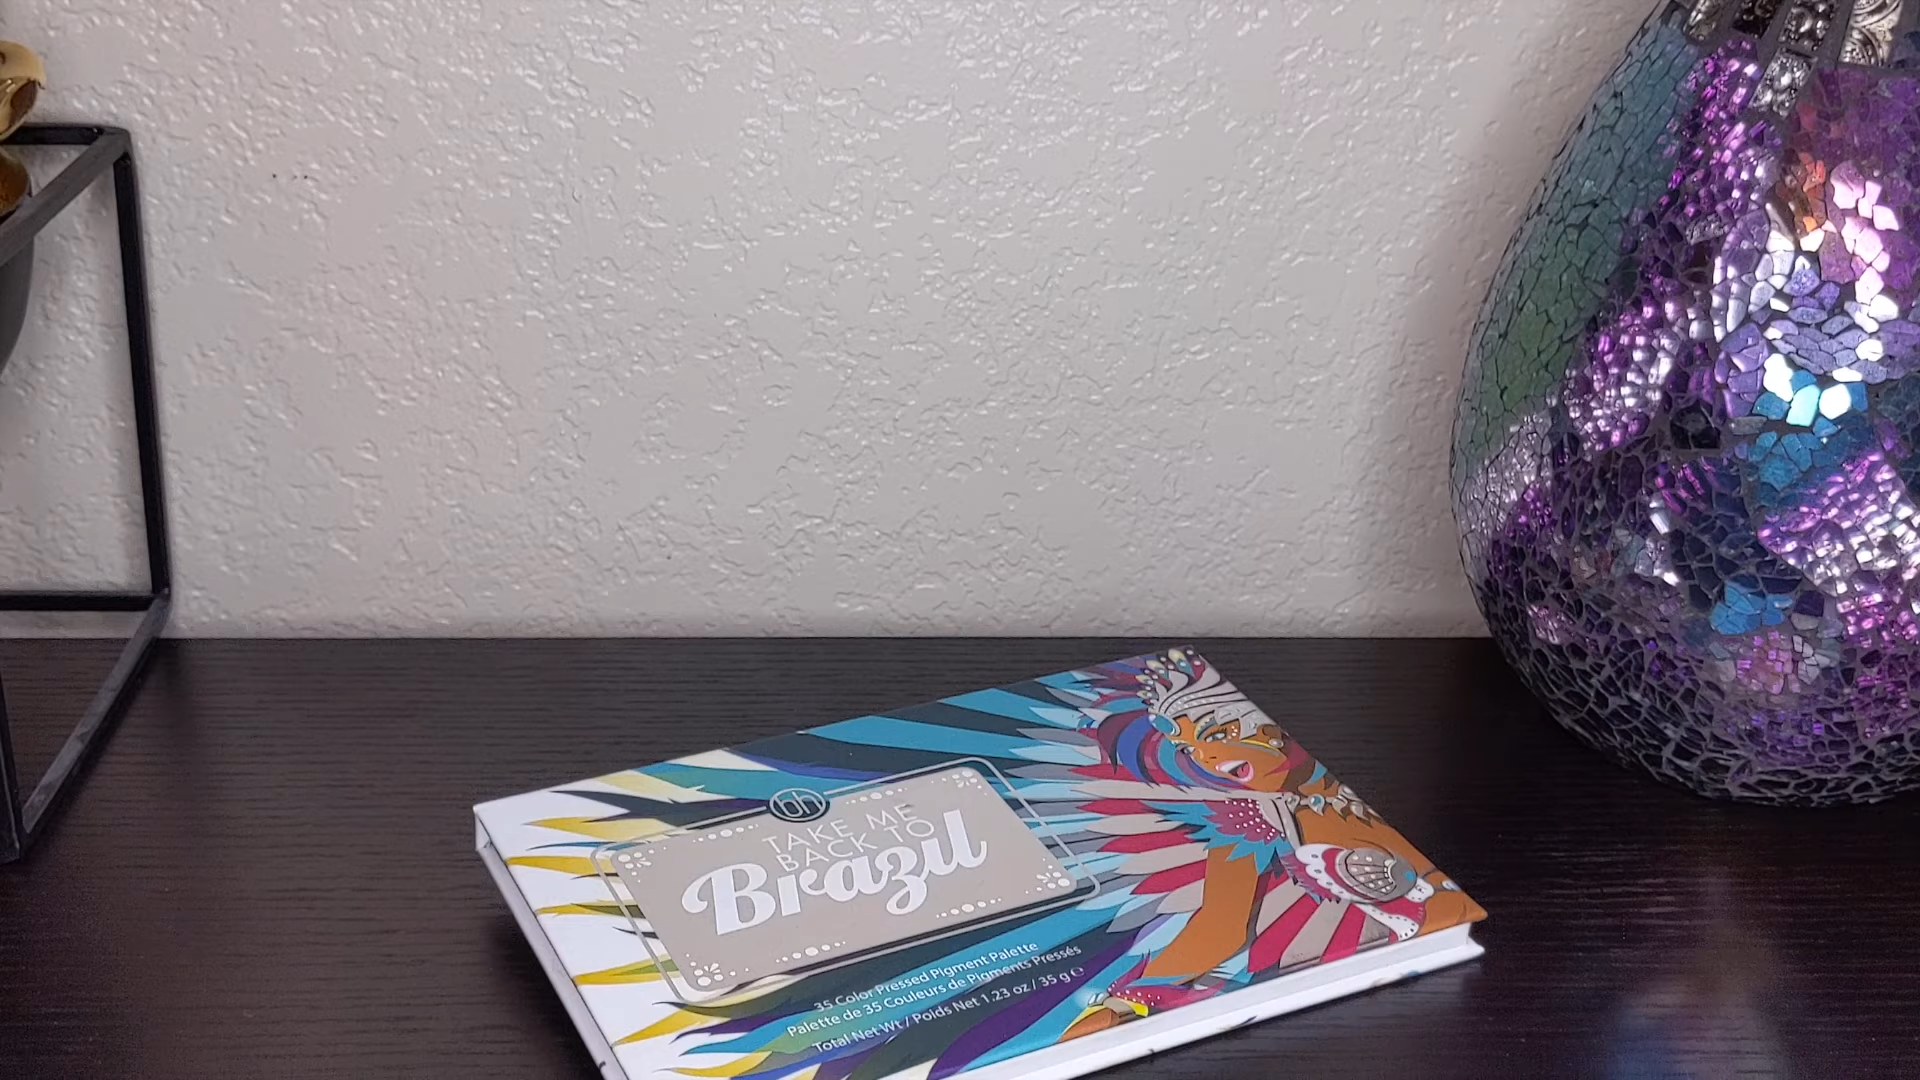 bh
TAKE ME
BACK TO
Brazil
35 Color Pressed Pigment Palette
Palette de 35 Couleurs de Pigments Pressés
Total Net Wt / Poids Net 1.23 oz / 35 g ℮